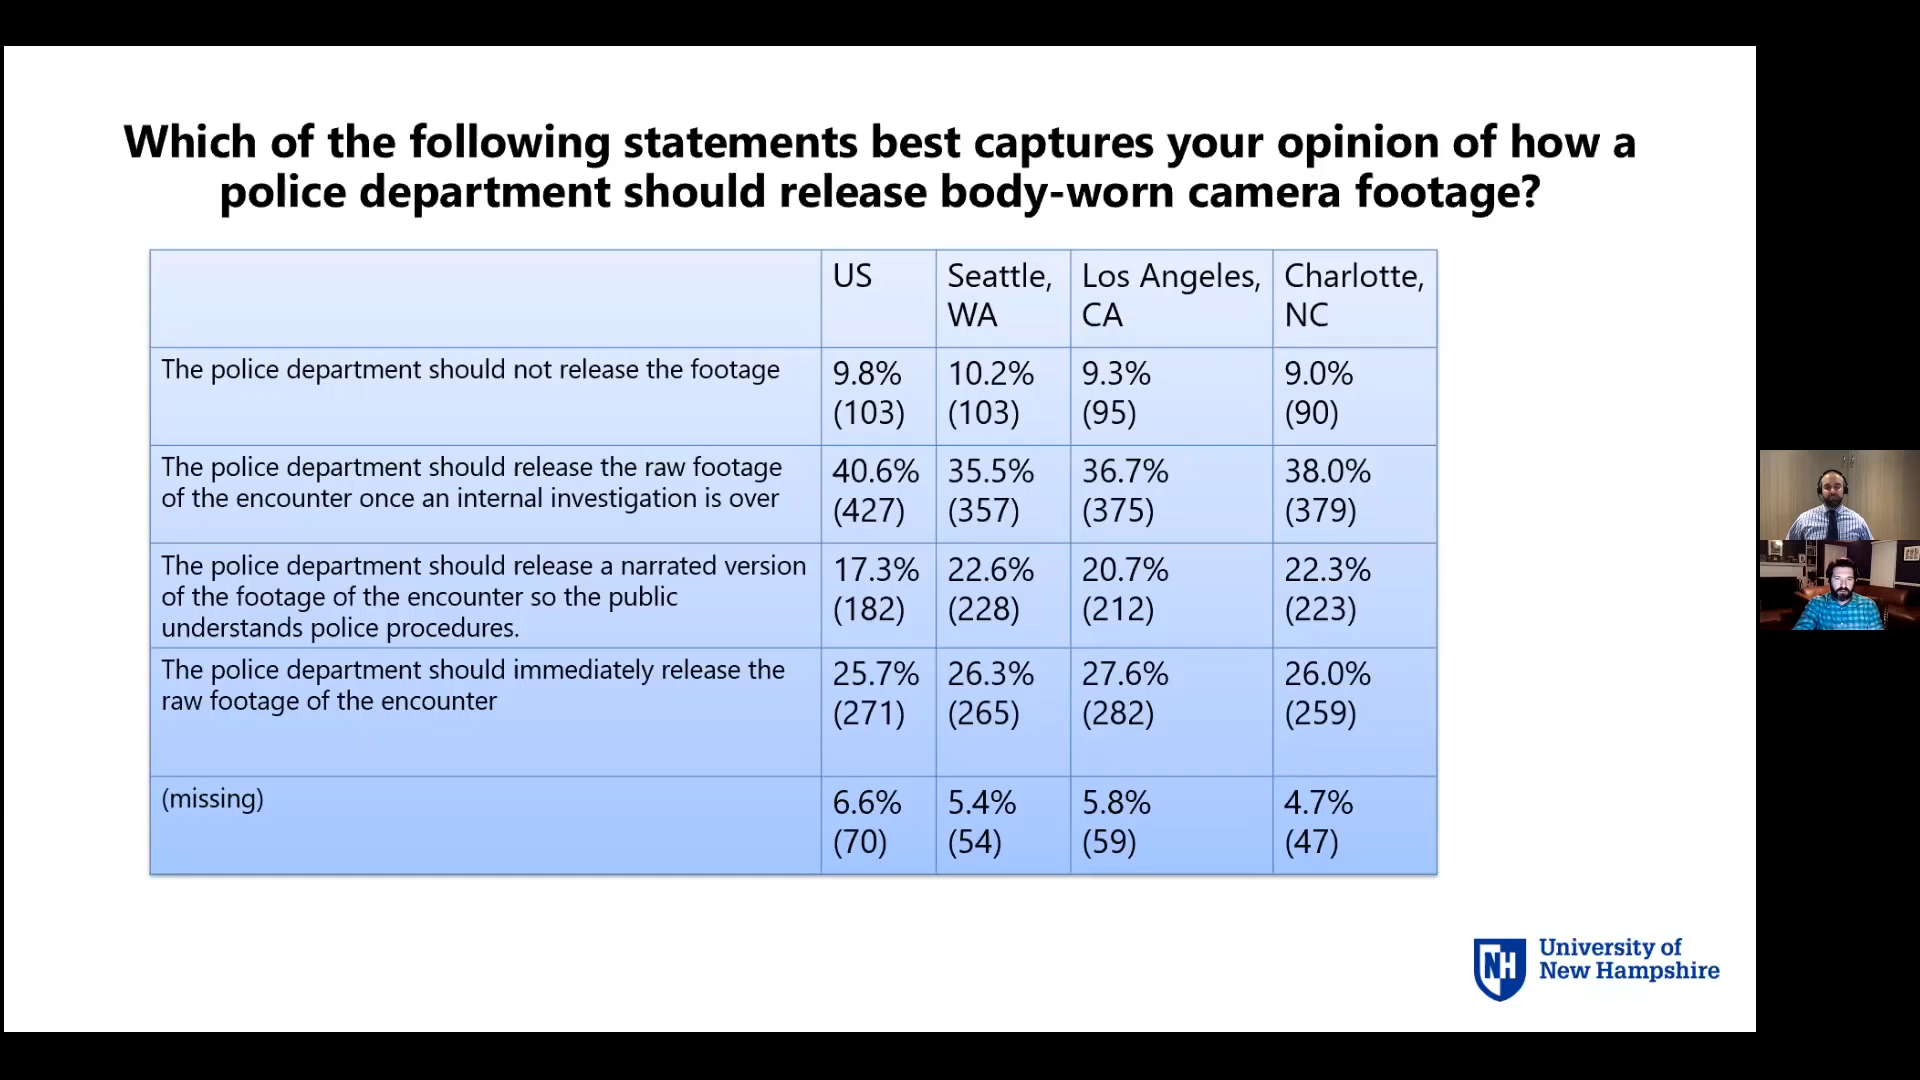 Which of the following statements best captures your opinion of how a
police department should release body-worn camera footage?
US
Seattle,
WA
Los Angeles,
CA
Charlotte,
NC
The police department should not release the footage
9.8%
(103)
10.2%
(103)
9.3%
(95)
9.0%
(90)
The police department should release the raw footage
of the encounter once an internal investigation is over
40.6%
(427)
35.5%
(357)
36.7%
(375)
38.0%
(379)
The police department should release a narrated version
of the footage of the encounter so the public
understands police procedures.
17.3%
(182)
22.6%
(228)
20.7%
(212)
22.3%
(223)
The police department should immediately release the
raw footage of the encounter
25.7%
(271)
26.3%
(265)
27.6%
(282)
26.0%
(259)
(missing)
6.6%
(70)
5.4%
(54)
5.8%
(59)
4.7%
(47)
NH
University of
New Hampshire